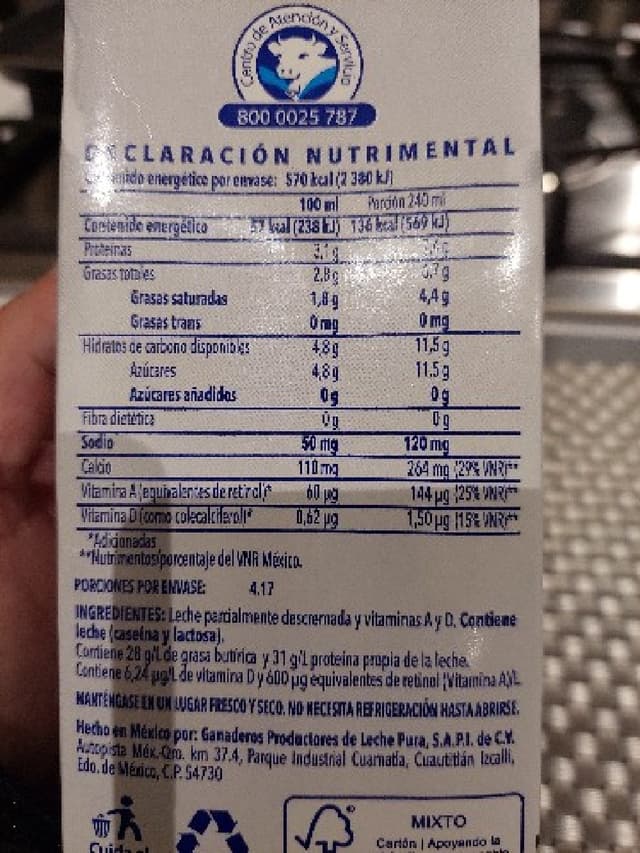 Centro de Atención y Servicio
800 0025 787
DECLARACIÓN NUTRIMENTAL
Contenido energético por envase: 570 kcal (2 380 kJ)
100 ml Porción 240 ml
Contenido energético 57 kcal (238 kJ) 136 kcal (569 kJ)
Proteínas 3,1 g
Grasas totales 2,8 g 6,7 g
Grasas saturadas 1,8 g 4,4 g
Grasas trans 0 mg 0 mg
Hidratos de carbono disponibles 4,8 g 11,5 g
Azúcares 4,8 g 11,5 g
Azúcares añadidos 0 g 0 g
Fibra dietética 0 g 0 g
Sodio 50 mg 120 mg
Calcio 110 mg 264 mg (29% VNR)**
Vitamina A (equivalentes de retinol)* 60 µg 144 µg (25% VNR)**
Vitamina D (como colecalciferol)* 0,62 µg 1,50 µg (15% VNR)**
*Adicionadas
**Nutrimentos/porcentaje del VNR México.
PORCIONES POR ENVASE: 4.17
INGREDIENTES: Leche parcialmente descremada y vitaminas A y D. Contiene
leche (caseína y lactosa).
Contiene 28 g/L de grasa butírica y 31 g/L proteína propia de la leche.
Contiene 6,24 µg/L de vitamina D y 600 µg equivalentes de retinol (Vitamina A)/L
MANTÉNGASE EN UN LUGAR FRESCO Y SECO. NO NECESITA REFRIGERACIÓN HASTA ABRIRSE.
Hecho en México por: Ganaderos Productores de Leche Pura, S.A.P.I. de C.V.
Autopista Méx.-Qro. km 37.4, Parque Industrial Cuamatla, Cuautitlán Izcalli,
Edo. de México, C.P. 54730
MIXTO
Cartón | Apoyando la
Cuida el